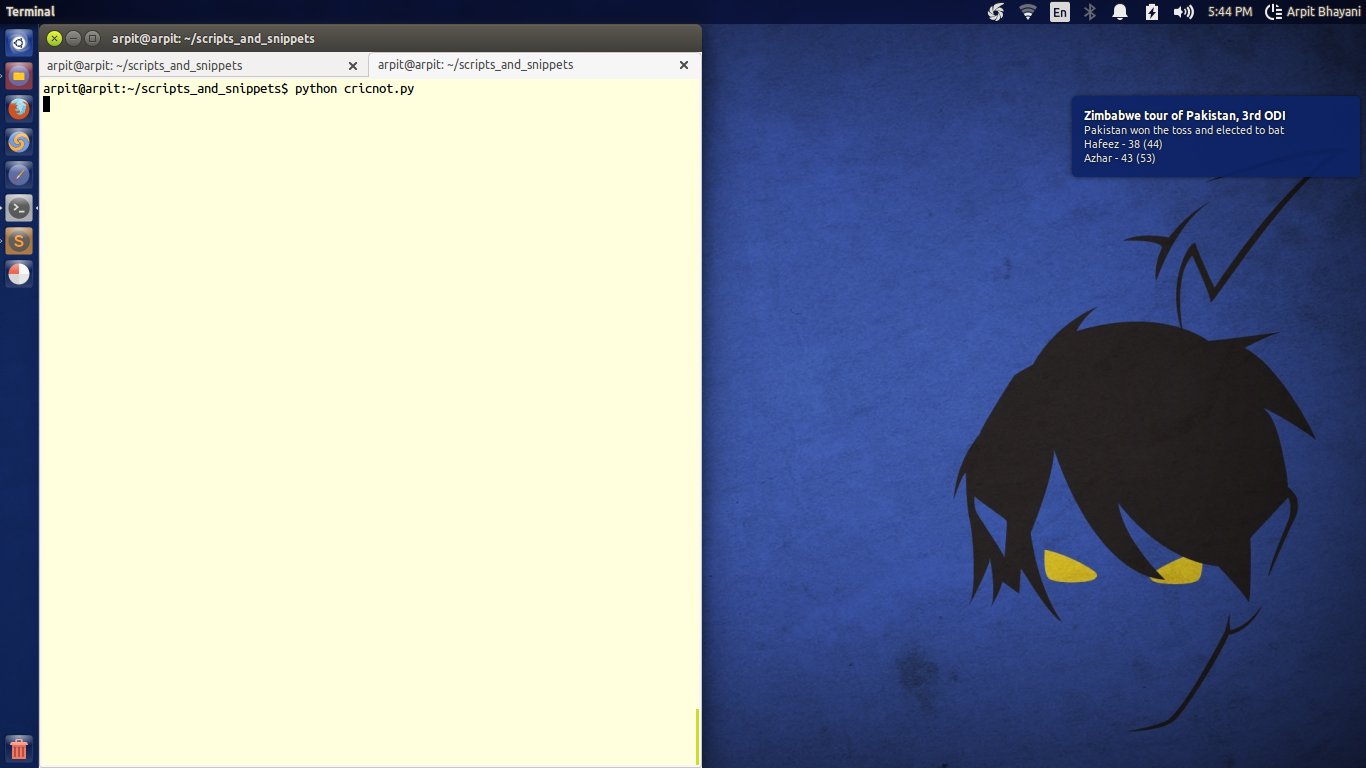 Terminal
En
5:44 PM
Arpit Bhayani
arpit@arpit: ~/scripts_and_snippets
arpit@arpit: ~/scripts_and_snippets
arpit@arpit: ~/scripts_and_snippets
arpit@arpit:~/scripts_and_snippets$ python cricnot.py
Zimbabwe tour of Pakistan, 3rd ODI
Pakistan won the toss and elected to bat
Hafeez - 38 (44)
Azhar - 43 (53)
S